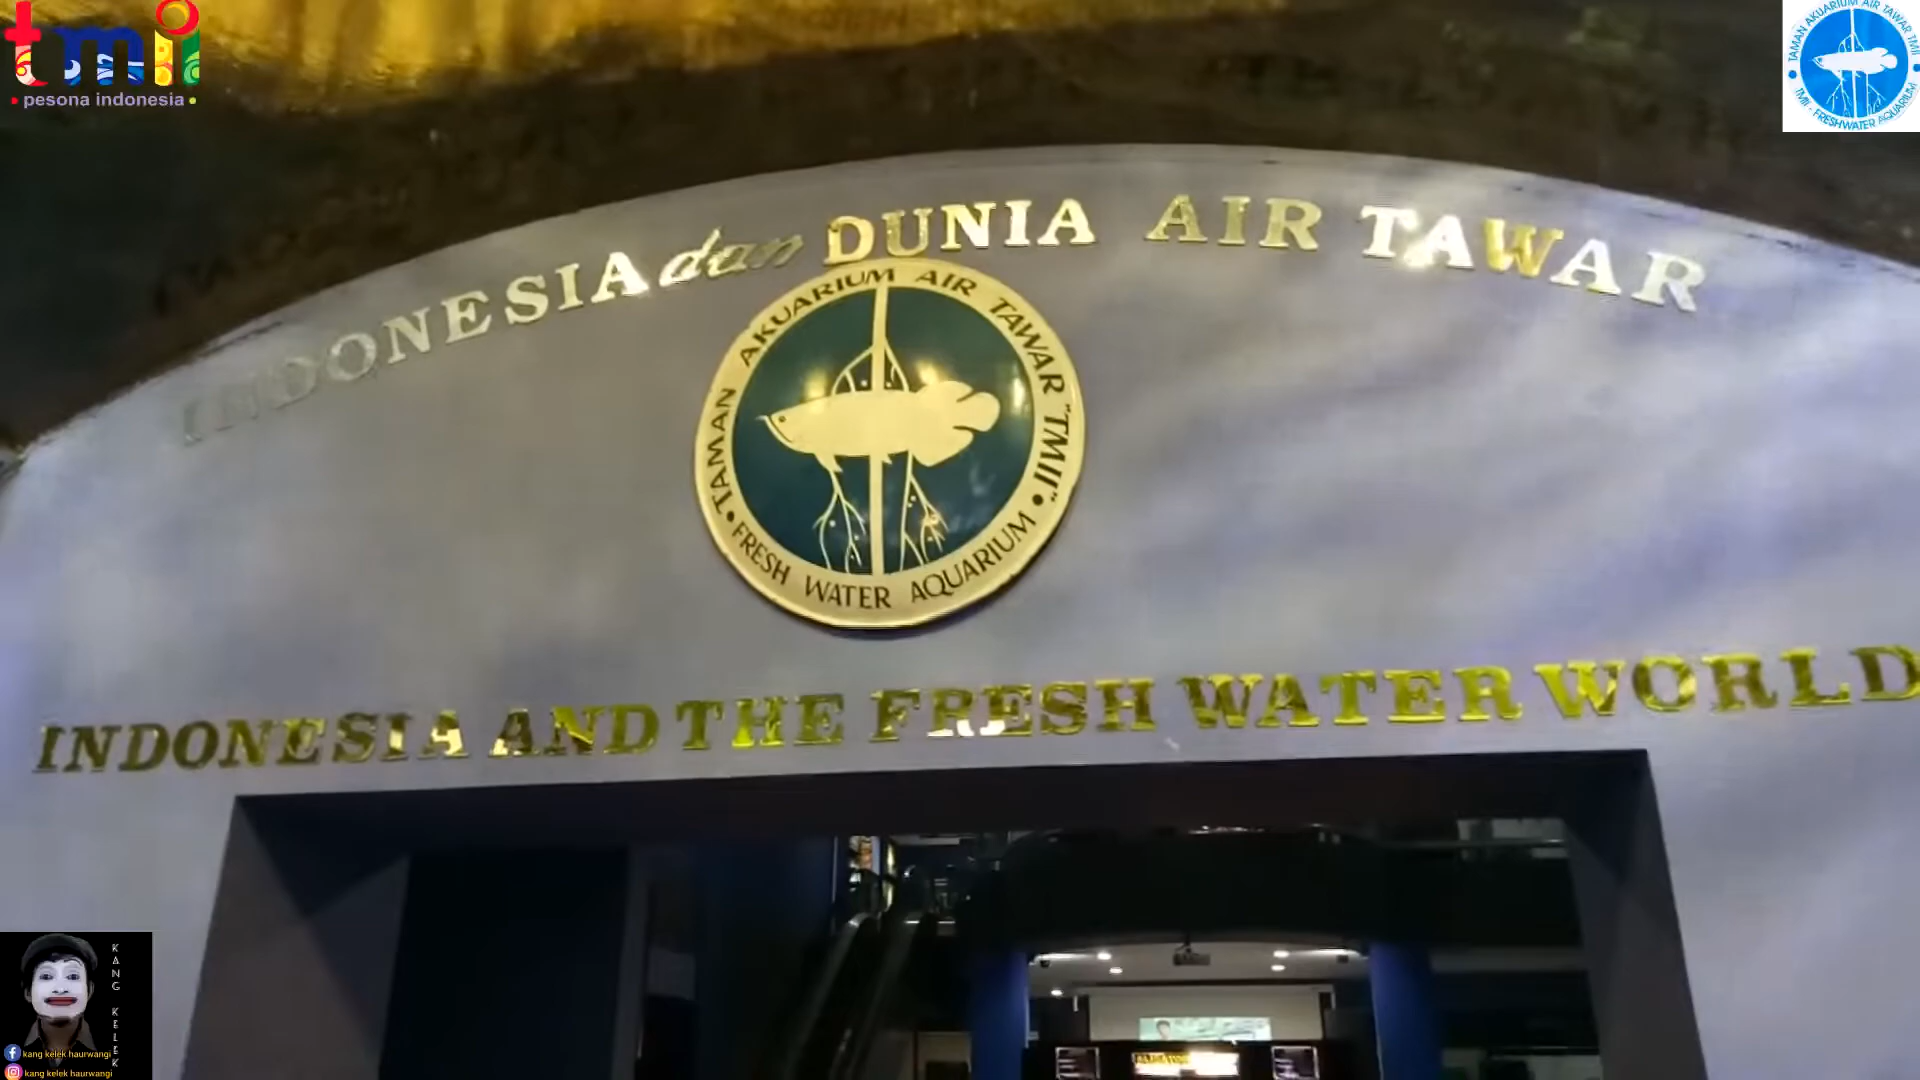 tmii
pesona indonesia
TAMAN AKUARIUM AIR TAWAR TMII
TMII - FRESHWATER AQUARIUM
INDONESIA dan DUNIA AIR TAWAR
TAMAN AKUARIUM AIR TAWAR "TMII"
FRESH WATER AQUARIUM
INDONESIA AND THE FRESH WATER WORLD
KANG KELEK
kang kelek haurwangi
kang kelek haurwangi